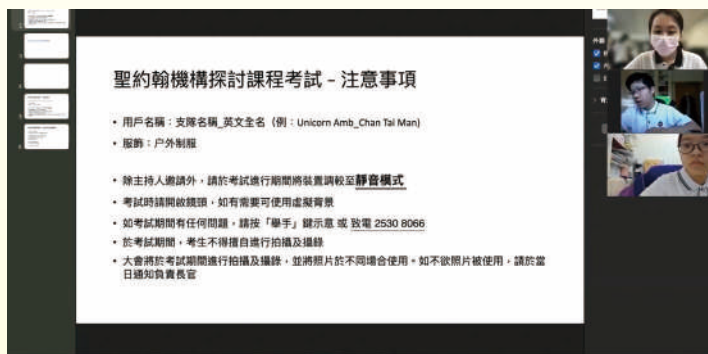 聖約翰機構探討課程考試 – 注意事項
• 用戶名稱：支隊名稱_英文全名（例：Unicorn Amb_Chan Tai Man)
• 服飾：户外制服
• 除主持人邀請外，請於考試進行期間將裝置調較至靜音模式
• 考試時請開啟鏡頭，如有需要可使用虛擬背景
• 如考試期間有任何問題，請按「舉手」鍵示意 或 致電 2530 8066
• 於考試期間，考生不得擅自進行拍攝及攝錄
• 大會將於考試期間進行拍攝及攝錄，並將照片於不同場合使用。如不欲照片被使用，請於當
日通知負責長官